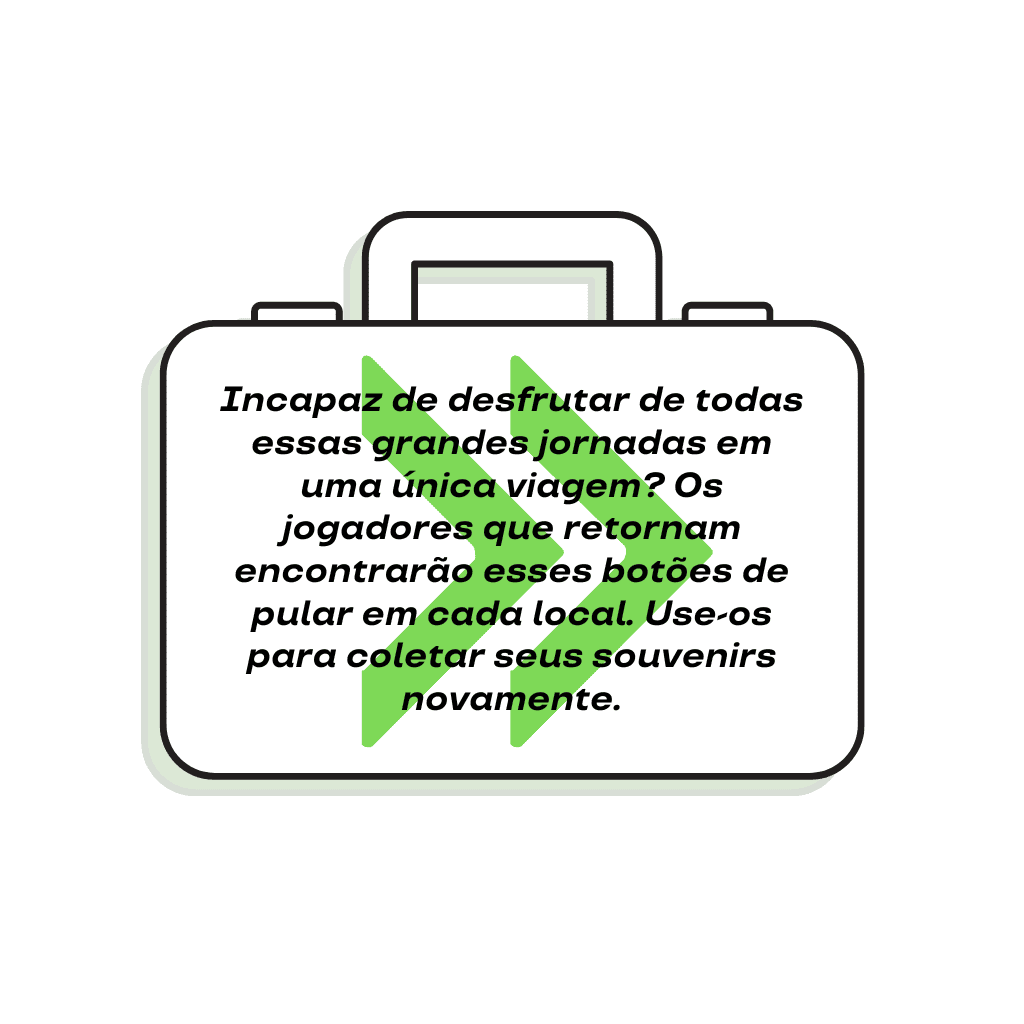 Incapaz de desfrutar de todas
essas grandes jornadas em
uma única viagem? Os
jogadores que retornam
encontrarão esses botões de
pular em cada local. Use-os
para coletar seus souvenirs
novamente.